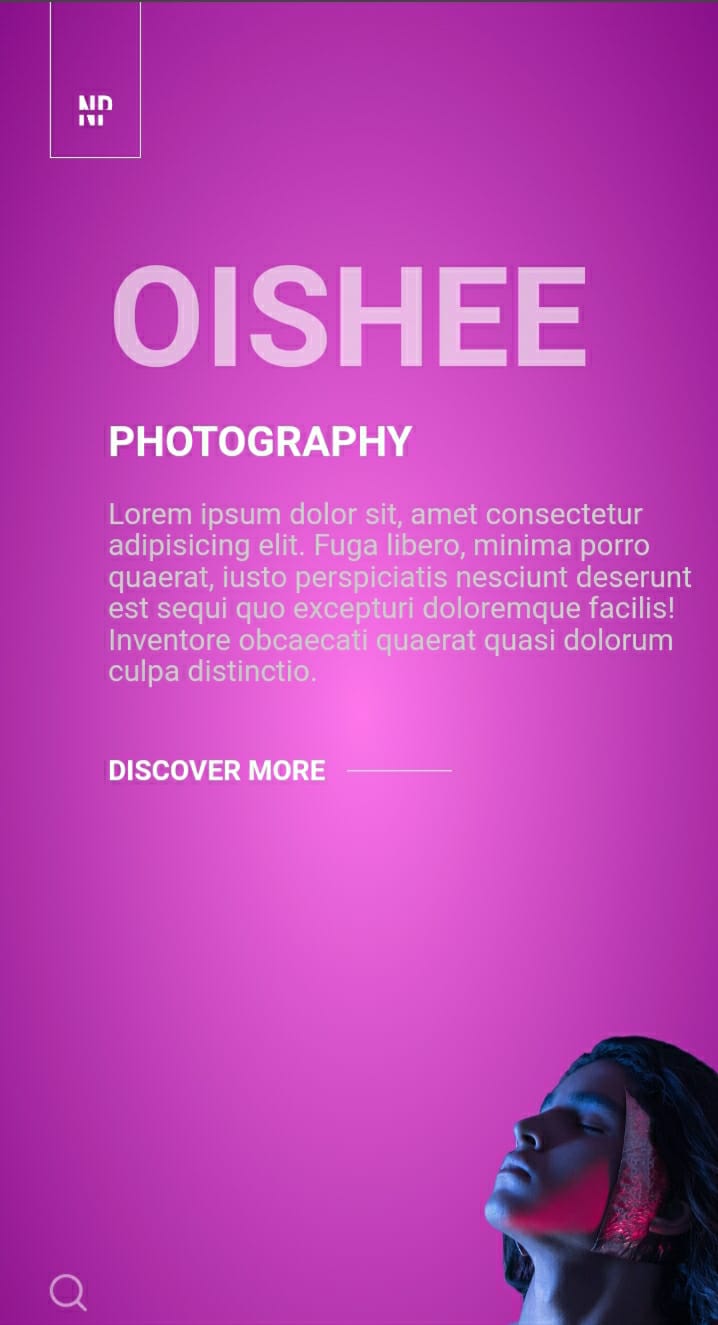 NP
OISHEE
PHOTOGRAPHY
Lorem ipsum dolor sit, amet consectetur
adipisicing elit. Fuga libero, minima porro
quaerat, iusto perspiciatis nesciunt deserunt
est sequi quo excepturi doloremque facilis!
Inventore obcaecati quaerat quasi dolorum
culpa distinctio.
DISCOVER MORE